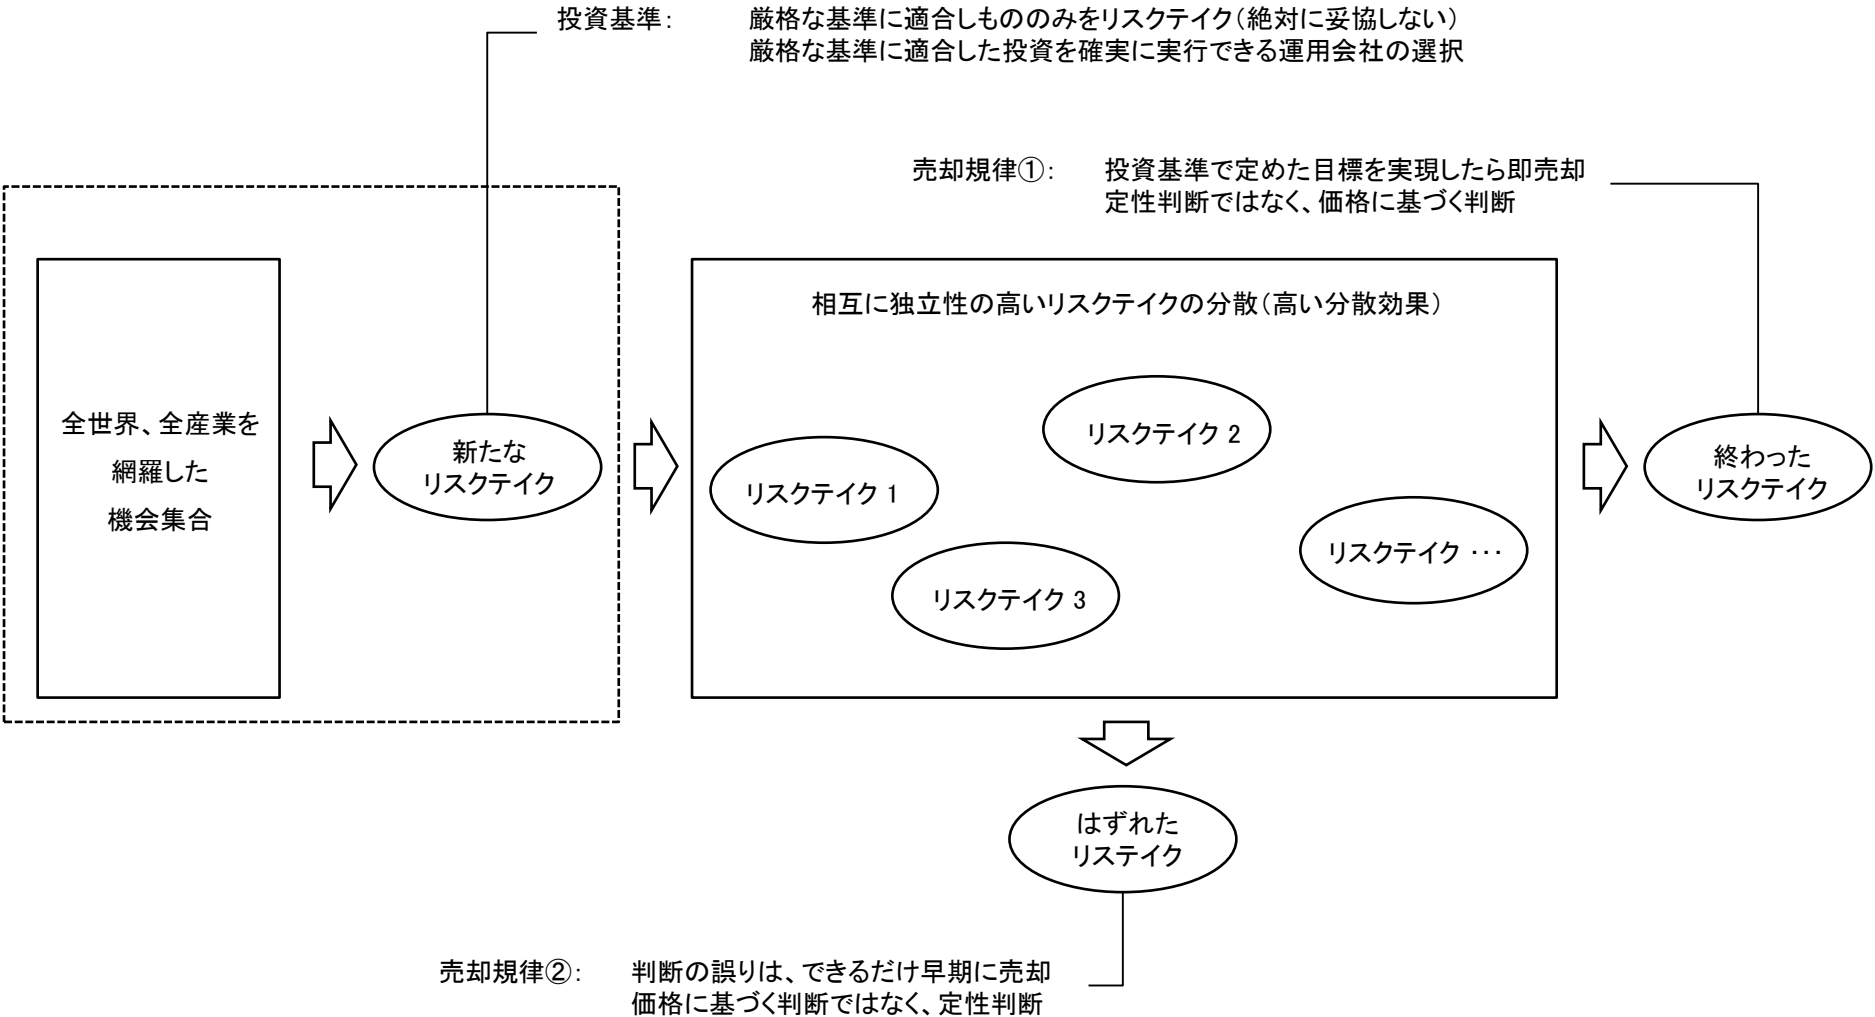 投資基準： 厳格な基準に適合しもののみをリスクテイク（絶対に妥協しない）
厳格な基準に適合した投資を確実に実行できる運用会社の選択
売却規律①： 投資基準で定めた目標を実現したら即売却
定性判断ではなく、価格に基づく判断
相互に独立性の高いリスクテイクの分散（高い分散効果）
全世界、全産業を
網羅した
機会集合
新たな
リスクテイク
リスクテイク 1
リスクテイク 2
リスクテイク 3
リスクテイク ･･･
終わった
リスクテイク
はずれた
リステイク
売却規律②： 判断の誤りは、できるだけ早期に売却
価格に基づく判断ではなく、定性判断